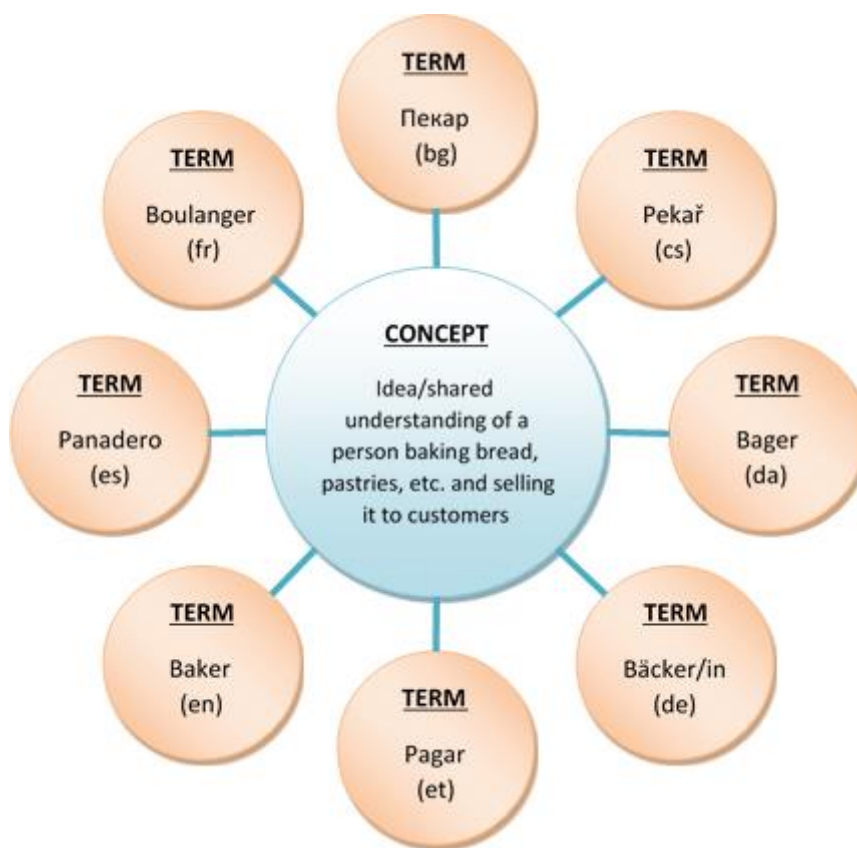 TERM
Пекар
(bg)
TERM
Boulanger
(fr)
TERM
Pekař
(cs)
CONCEPT
Idea/shared
understanding of a
person baking bread,
pastries, etc. and selling
it to customers
TERM
Panadero
(es)
TERM
Bager
(da)
TERM
Baker
(en)
TERM
Bäcker/in
(de)
TERM
Pagar
(et)